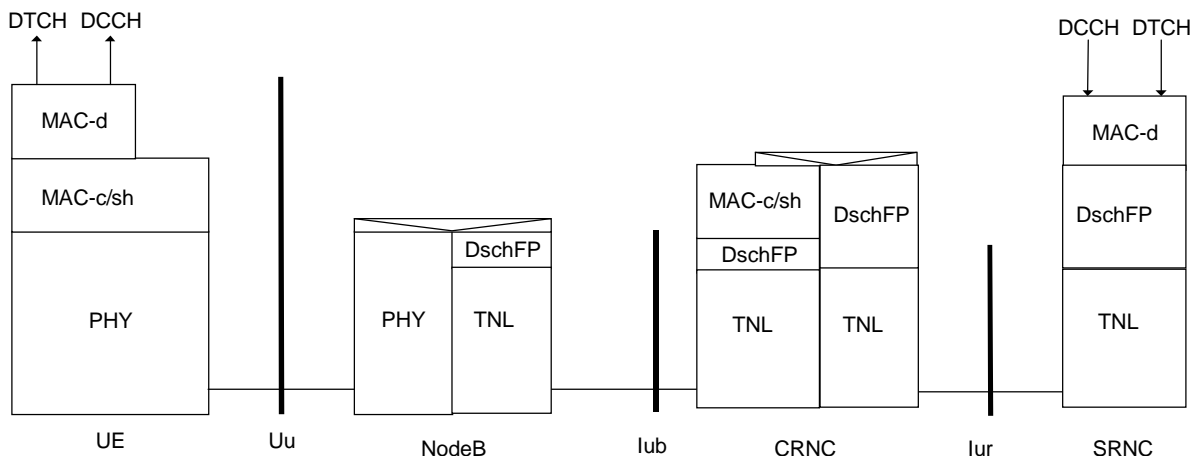 DTCH DCCH
DCCH DTCH
MAC-d
MAC-d
MAC-c/sh
MAC-c/sh
DschFP
DschFP
DschFP
DschFP
PHY
PHY
TNL
TNL
TNL
TNL
UE
Uu
NodeB
Iub
CRNC
Iur
SRNC